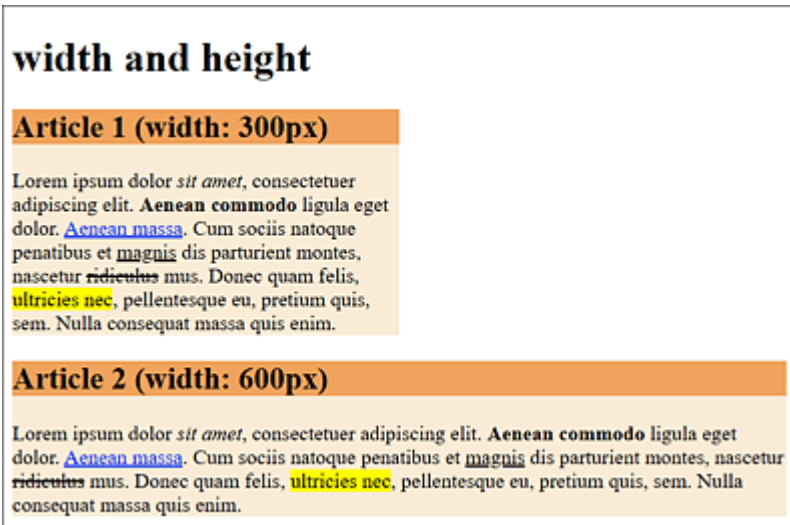 width and height
Article 1 (width: 300px)
Lorem ipsum dolor sit amet, consectetuer
adipiscing elit. Aenean commodo ligula eget
dolor. Aenean massa. Cum sociis natoque
penatibus et magnis dis parturient montes,
nascetur ridiculus mus. Donec quam felis,
ultricies nec, pellentesque eu, pretium quis,
sem. Nulla consequat massa quis enim.
Article 2 (width: 600px)
Lorem ipsum dolor sit amet, consectetuer adipiscing elit. Aenean commodo ligula eget
dolor. Aenean massa. Cum sociis natoque penatibus et magnis dis parturient montes, nascetur
ridiculus mus. Donec quam felis, ultricies nec, pellentesque eu, pretium quis, sem. Nulla
consequat massa quis enim.